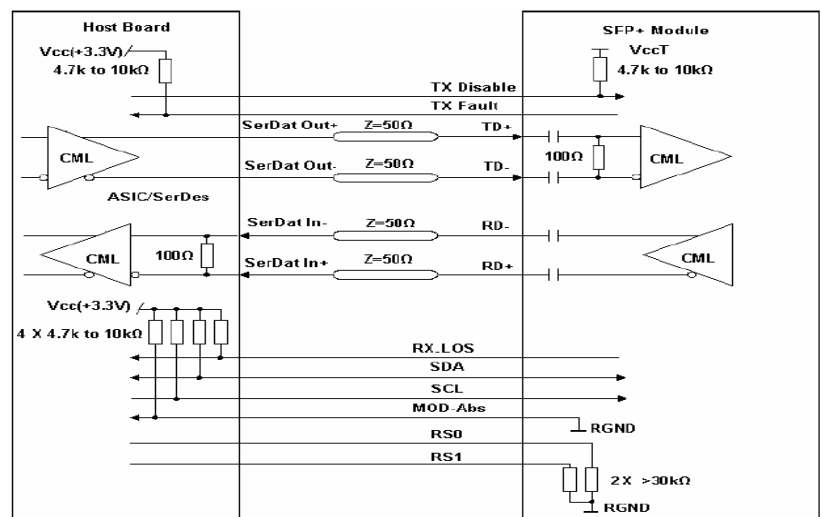 Host Board
SFP+ Module
Vcc(+3.3V)
4.7k to 10kΩ
VccT
4.7k to 10kΩ
TX Disable
TX Fault
SerDat Out+
Z=50Ω
TD+
CML
100Ω
CML
SerDat Out-
Z=50Ω
TD-
ASIC/SerDes
SerDat In-
Z=50Ω
RD-
CML
100Ω
CML
SerDat In+
Z=50Ω
RD+
Vcc(+3.3V)
4 X 4.7k to 10kΩ
RX-LOS
SDA
SCL
MOD-Abs
RGND
RS0
RS1
2X >30kΩ
RGND